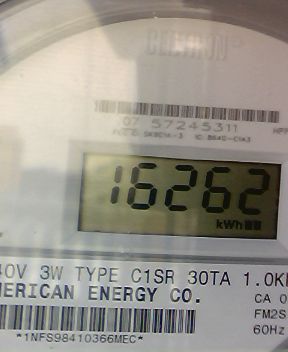 CENTRON®
07 57245311
16262
kWh
40V 3W TYPE C1SR 30TA 1.0K
MERICAN ENERGY CO.
CA 0
FM2S
60Hz
*1NFS98410366MEC*